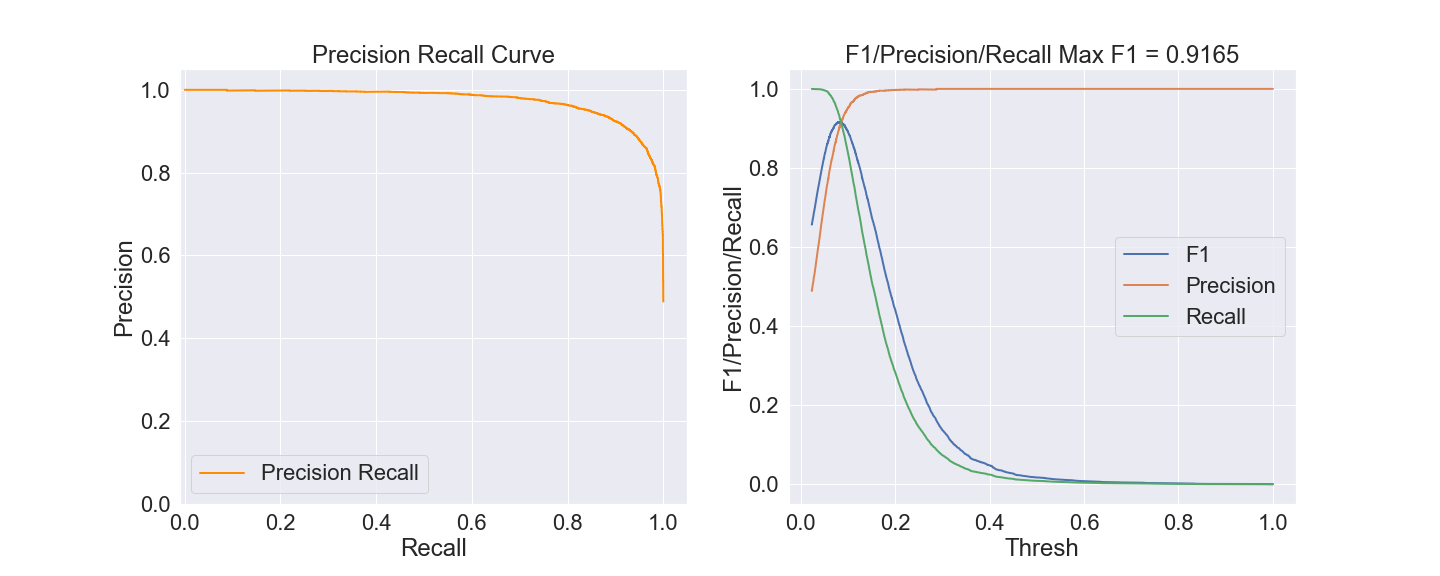 Precision Recall Curve
1.0
0.8
0.6
0.4
0.2
0.0
Precision
Precision Recall
0.0 0.2 0.4 0.6 0.8 1.0
Recall
F1/Precision/Recall Max F1 = 0.9165
1.0
0.8
0.6
0.4
0.2
0.0
F1/Precision/Recall
F1
Precision
Recall
0.0 0.2 0.4 0.6 0.8 1.0
Thresh